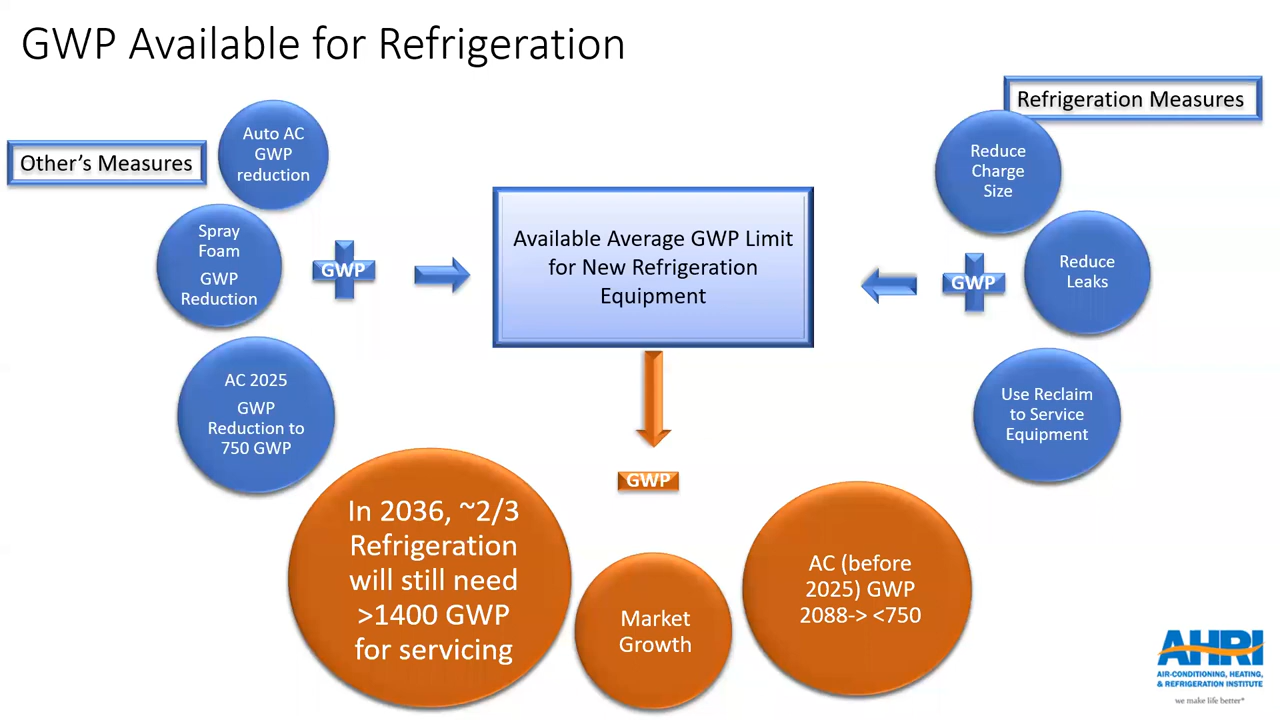 GWP Available for Refrigeration
Other's Measures
Auto AC
GWP
reduction
Spray
Foam
GWP
Reduction
AC 2025
GWP
Reduction to
750 GWP
GWP
Available Average GWP Limit
for New Refrigeration
Equipment
Refrigeration Measures
Reduce
Charge
Size
Reduce
Leaks
Use Reclaim
to Service
Equipment
GWP
GWP
In 2036, ~2/3
Refrigeration
will still need
>1400 GWP
for servicing
Market
Growth
AC (before
2025) GWP
2088-> <750
AHRI
AIR-CONDITIONING, HEATING,
& REFRIGERATION INSTITUTE
we make life better*